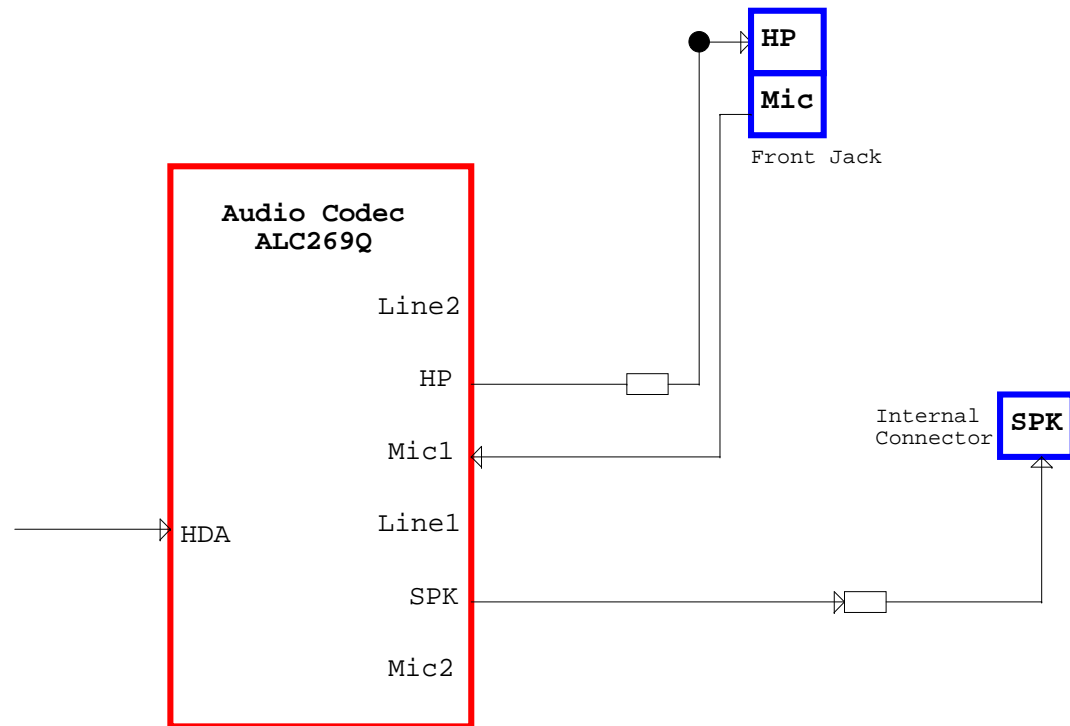 HP
Mic
Front Jack
Audio Codec
ALC269Q
Line2
HP
Mic1
Line1
HDA
SPK
Mic2
Internal
Connector
SPK